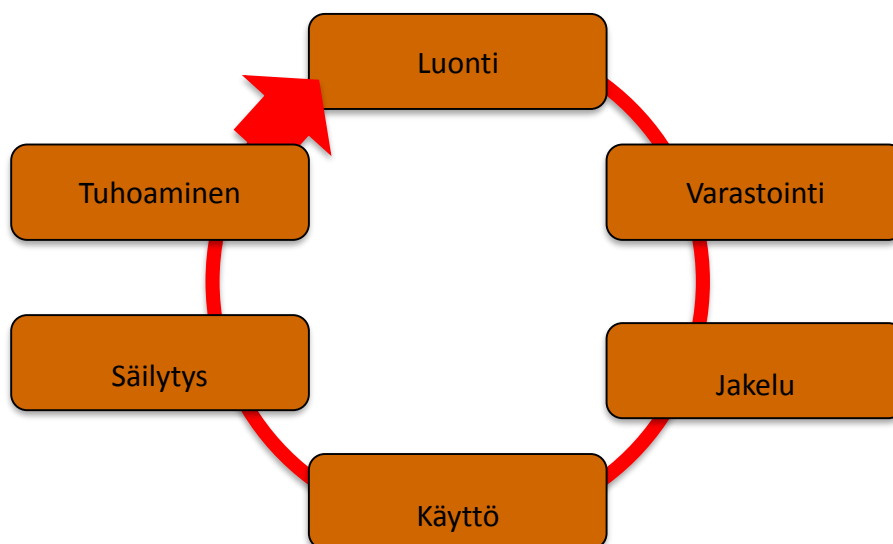 Luonti
Varastointi
Jakelu
Käyttö
Säilytys
Tuhoaminen